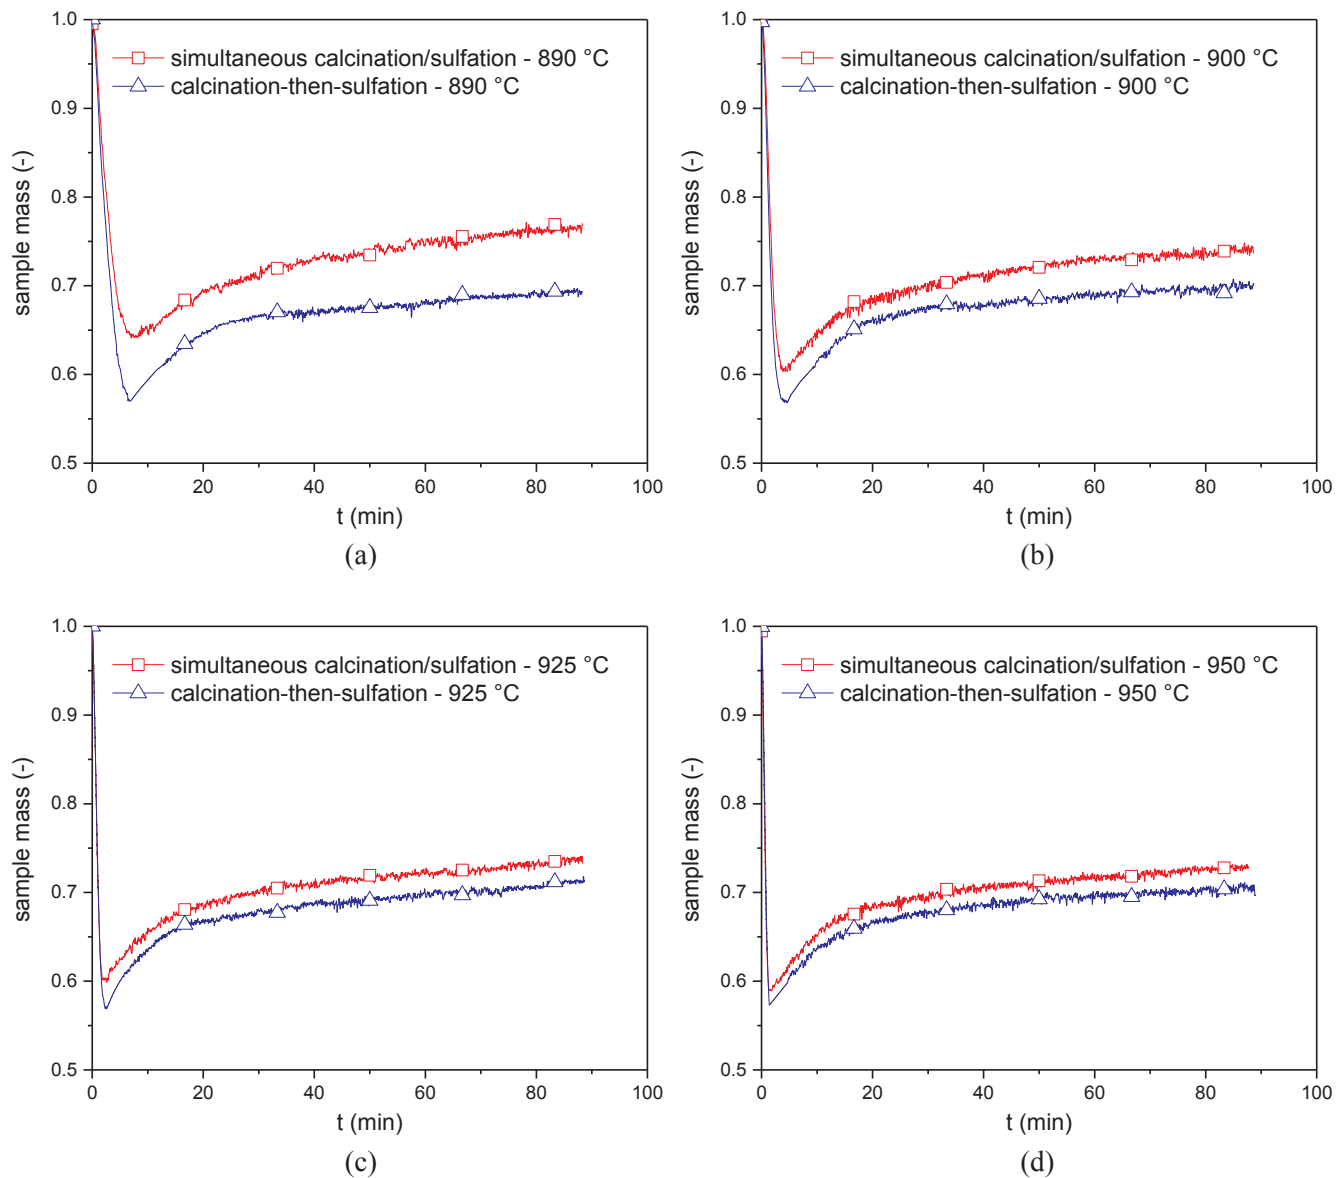 simultaneous calcination/sulfation - 890 °C
calcination-then-sulfation - 890 °C
sample mass (-)
1.0
0.9
0.8
0.7
0.6
0.5
0 20 40 60 80 100
t (min)
(a)
simultaneous calcination/sulfation - 900 °C
calcination-then-sulfation - 900 °C
sample mass (-)
1.0
0.9
0.8
0.7
0.6
0.5
0 20 40 60 80 100
t (min)
(b)
simultaneous calcination/sulfation - 925 °C
calcination-then-sulfation - 925 °C
sample mass (-)
1.0
0.9
0.8
0.7
0.6
0.5
0 20 40 60 80 100
t (min)
(c)
simultaneous calcination/sulfation - 950 °C
calcination-then-sulfation - 950 °C
sample mass (-)
1.0
0.9
0.8
0.7
0.6
0.5
0 20 40 60 80 100
t (min)
(d)